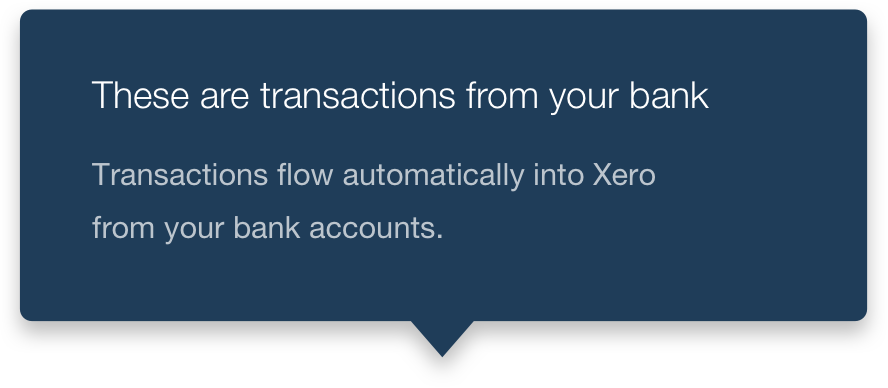 These are transactions from your bank
Transactions flow automatically into Xero
from your bank accounts.